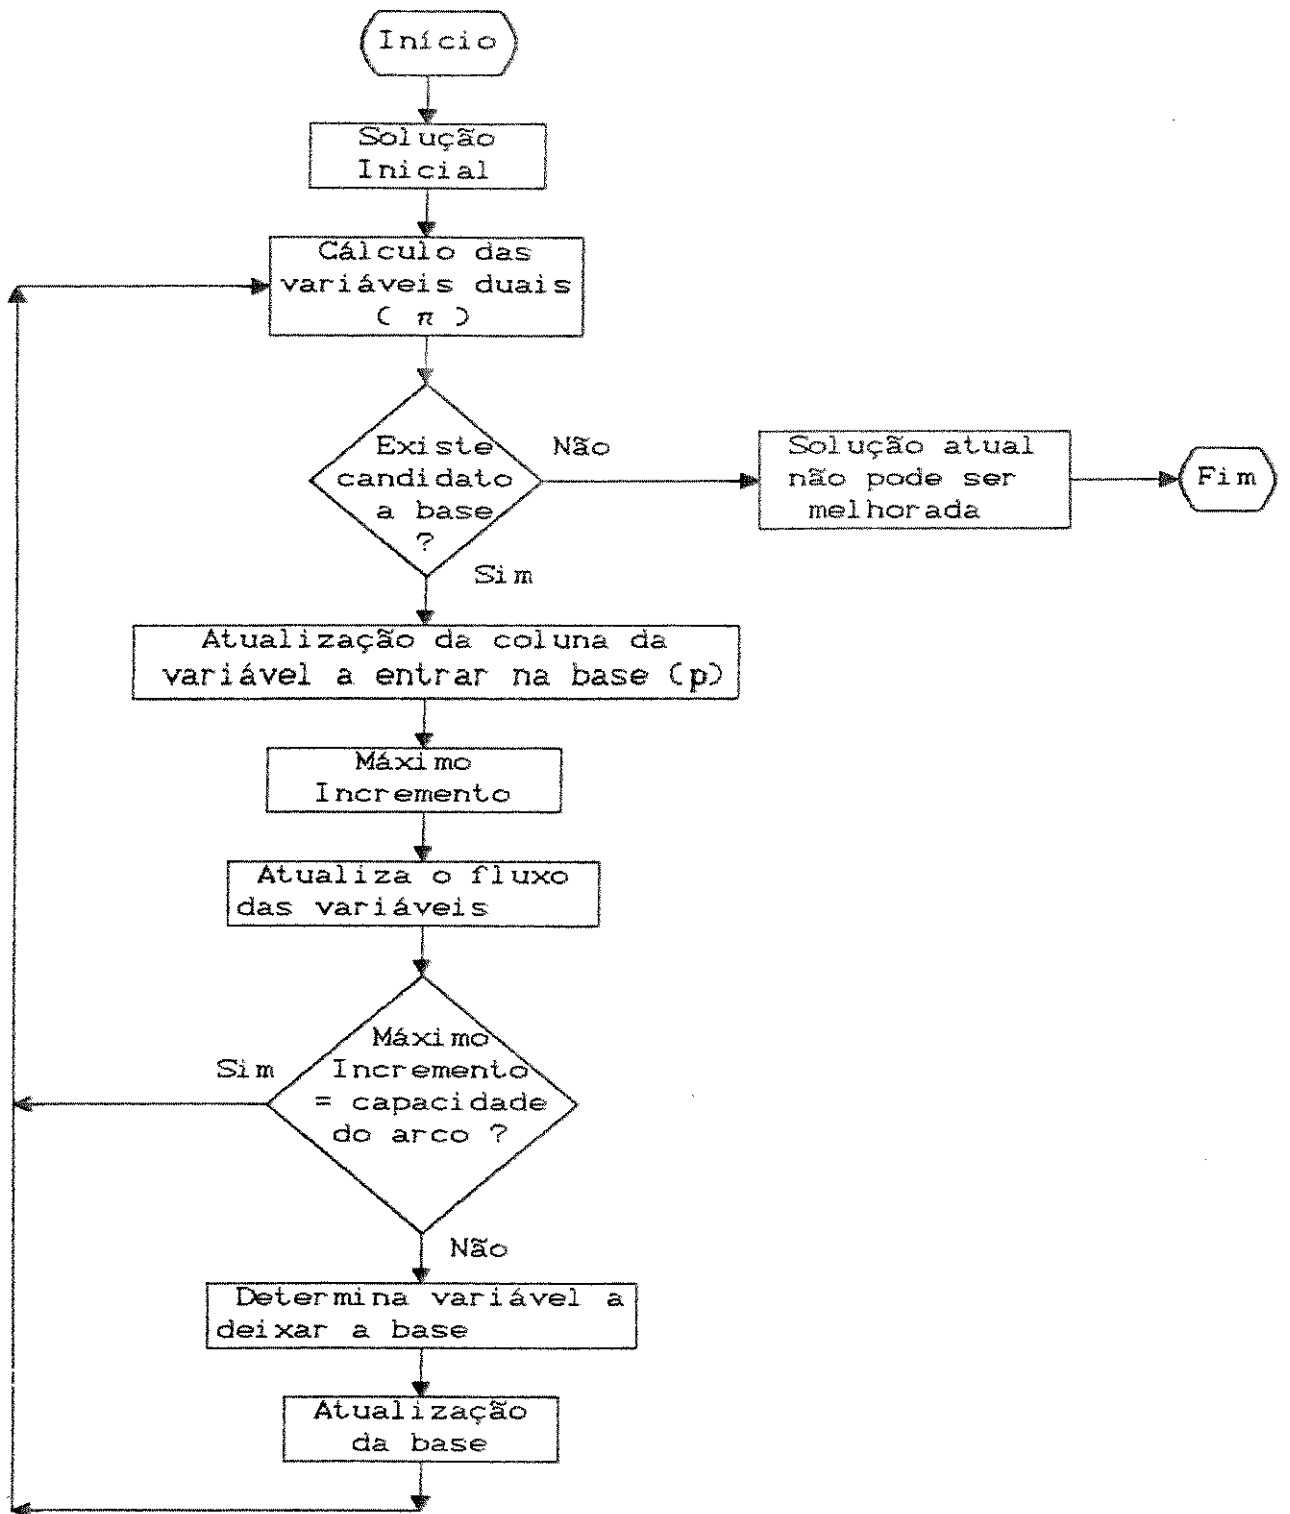 Início
Solução
Inicial
Cálculo das
variáveis duais
( π )
Existe
candidato
a base
?
Não
Solução atual
não pode ser
melhorada
Fim
Sim
Atualização da coluna da
variável a entrar na base (p)
Máximo
Incremento
Atualiza o fluxo
das variáveis
Máximo
Incremento
= capacidade
do arco ?
Sim
Não
Determina variável a
deixar a base
Atualização
da base